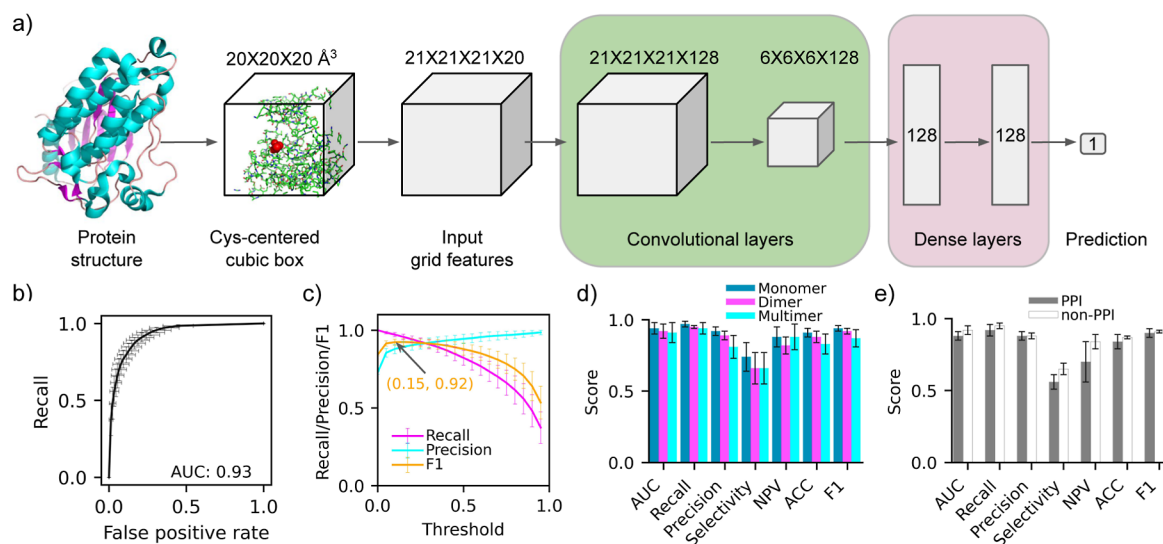 a)
20X20X20 Å³
21X21X21X20
21X21X21X128
6X6X6X128
128
128
1
Protein
structure
Cys-centered
cubic box
Input
grid features
Convolutional layers
Dense layers
Prediction
b)
Recall
1.0
0.5
0.0
AUC: 0.93
0.0
0.5
1.0
False positive rate
c)
Recall/Precision/F1
1.0
0.5
0.0
(0.15, 0.92)
Recall
Precision
F1
0.0
0.5
1.0
Threshold
d)
Monomer
Dimer
Multimer
Score
1.0
0.5
0.0
AUC
Recall
Precision
Selectivity
NPV
ACC
F1
e)
PPI
non-PPI
Score
1.0
0.5
0.0
AUC
Recall
Precision
Selectivity
NPV
ACC
F1